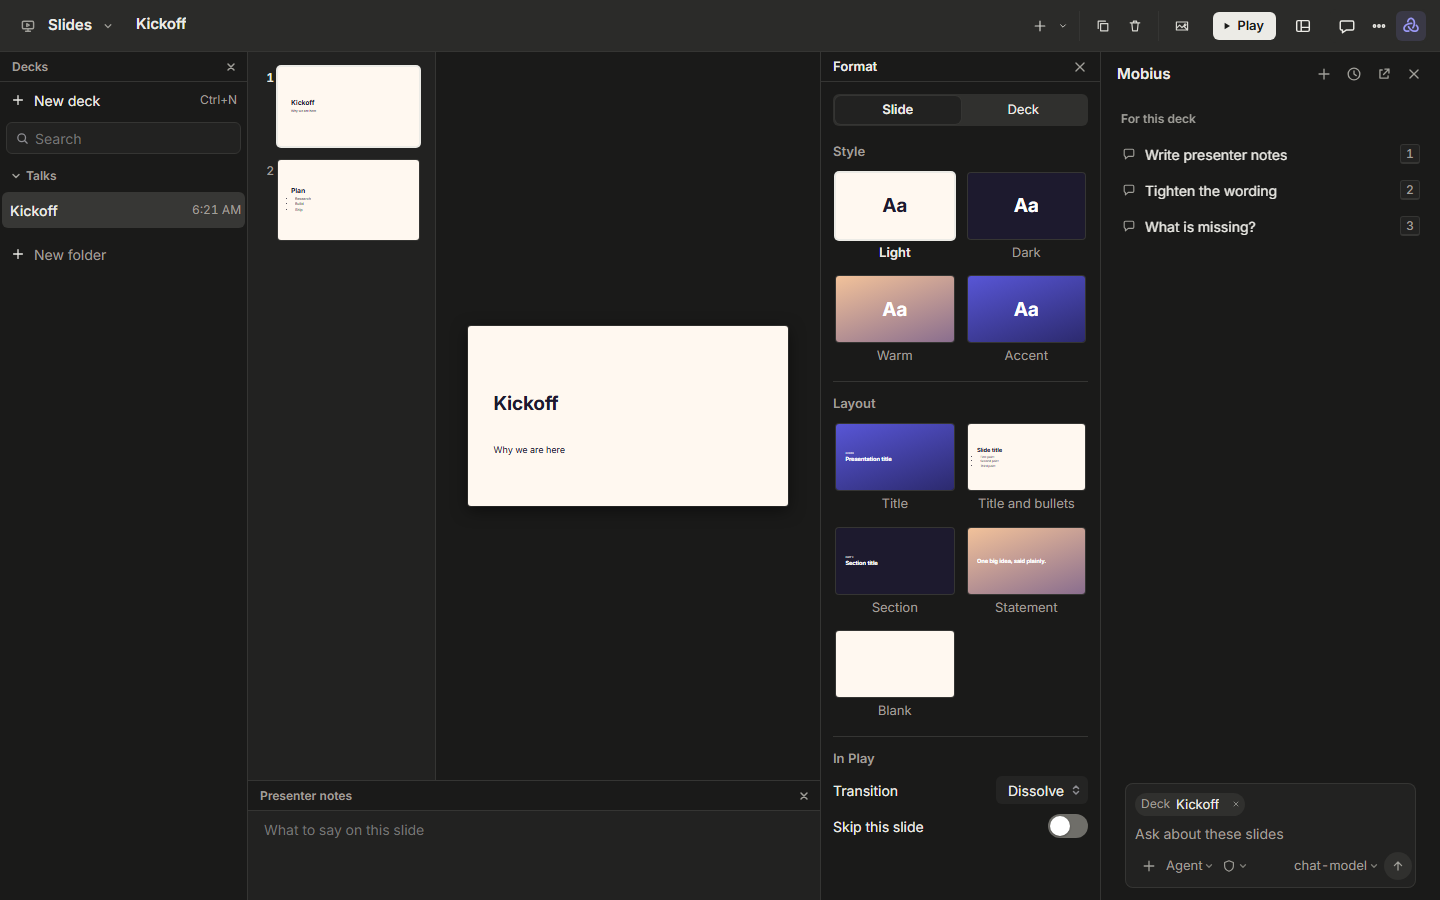 Slides
Kickoff
Play
Decks
New deck
Ctrl+N
Search
Talks
Kickoff
6:21 AM
New folder
1
Kickoff
Why we are here
2
Plan
Research
Build
Ship
Kickoff
Why we are here
Presenter notes
What to say on this slide
Format
Slide
Deck
Style
Aa
Light
Aa
Dark
Aa
Warm
Aa
Accent
Layout
Presentation title
Title
Slide title
Title and bullets
Section title
Section
One big idea, said plainly.
Statement
Blank
In Play
Transition
Dissolve
Skip this slide
Mobius
For this deck
Write presenter notes
1
Tighten the wording
2
What is missing?
3
Deck Kickoff
Ask about these slides
Agent
chat-model